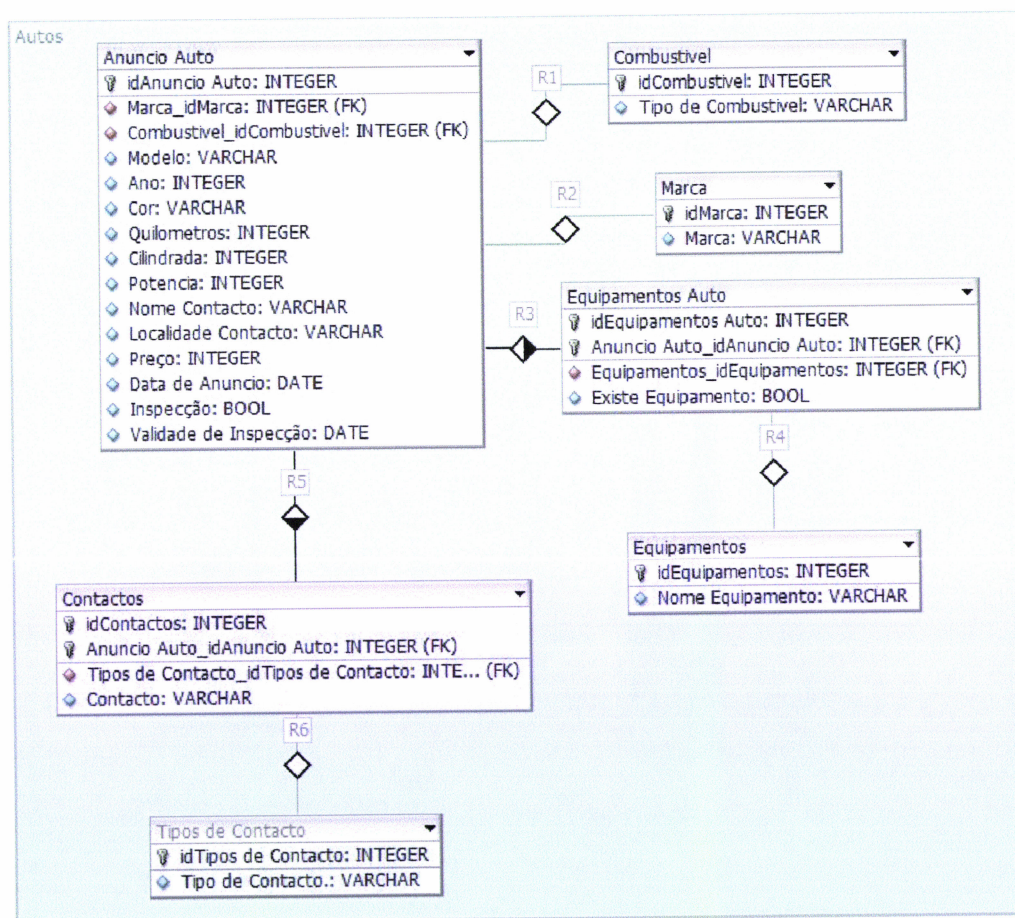 Autos
Anuncio Auto
idAnuncio Auto: INTEGER
Marca_idMarca: INTEGER (FK)
Combustivel_idCombustivel: INTEGER (FK)
Modelo: VARCHAR
Ano: INTEGER
Cor: VARCHAR
Quilometros: INTEGER
Cilindrada: INTEGER
Potencia: INTEGER
Nome Contacto: VARCHAR
Localidade Contacto: VARCHAR
Preço: INTEGER
Data de Anuncio: DATE
Inspecção: BOOL
Validade de Inspecção: DATE
R1
Combustivel
idCombustivel: INTEGER
Tipo de Combustivel: VARCHAR
R2
Marca
idMarca: INTEGER
Marca: VARCHAR
R3
Equipamentos Auto
idEquipamentos Auto: INTEGER
Anuncio Auto_idAnuncio Auto: INTEGER (FK)
Equipamentos_idEquipamentos: INTEGER (FK)
Existe Equipamento: BOOL
R4
Equipamentos
idEquipamentos: INTEGER
Nome Equipamento: VARCHAR
R5
Contactos
idContactos: INTEGER
Anuncio Auto_idAnuncio Auto: INTEGER (FK)
Tipos de Contacto_idTipos de Contacto: INTE... (FK)
Contacto: VARCHAR
R6
Tipos de Contacto
idTipos de Contacto: INTEGER
Tipo de Contacto.: VARCHAR